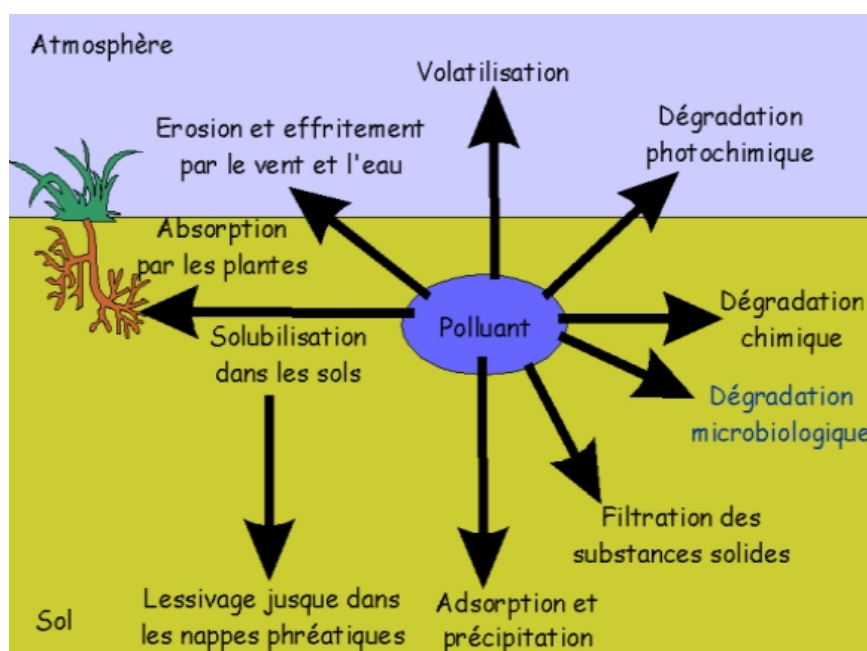 Atmosphère
Volatilisation
Dégradation
photochimique
Erosion et effritement
par le vent et l'eau
Absorption
par les plantes
Polluant
Dégradation
chimique
Solubilisation
dans les sols
Dégradation
microbiologique
Filtration des
substances solides
Lessivage jusque dans
les nappes phréatiques
Adsorption et
précipitation
Sol